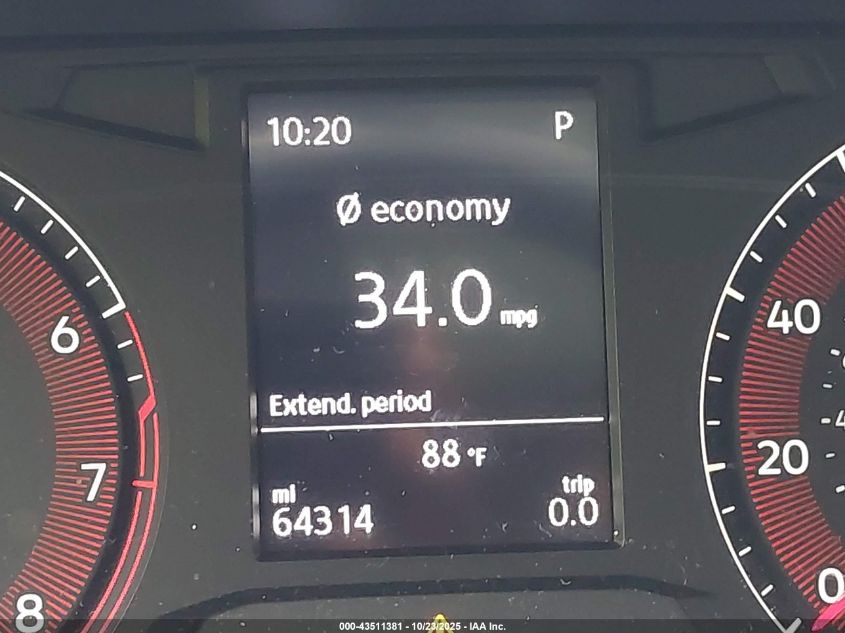 10:20 P
Ø economy
34.0 mpg
Extend. period
88 °F
mi trip
64314 0.0
6
7
8
40
20
0
000-43511381 - 10/23/2025 - IAA Inc.